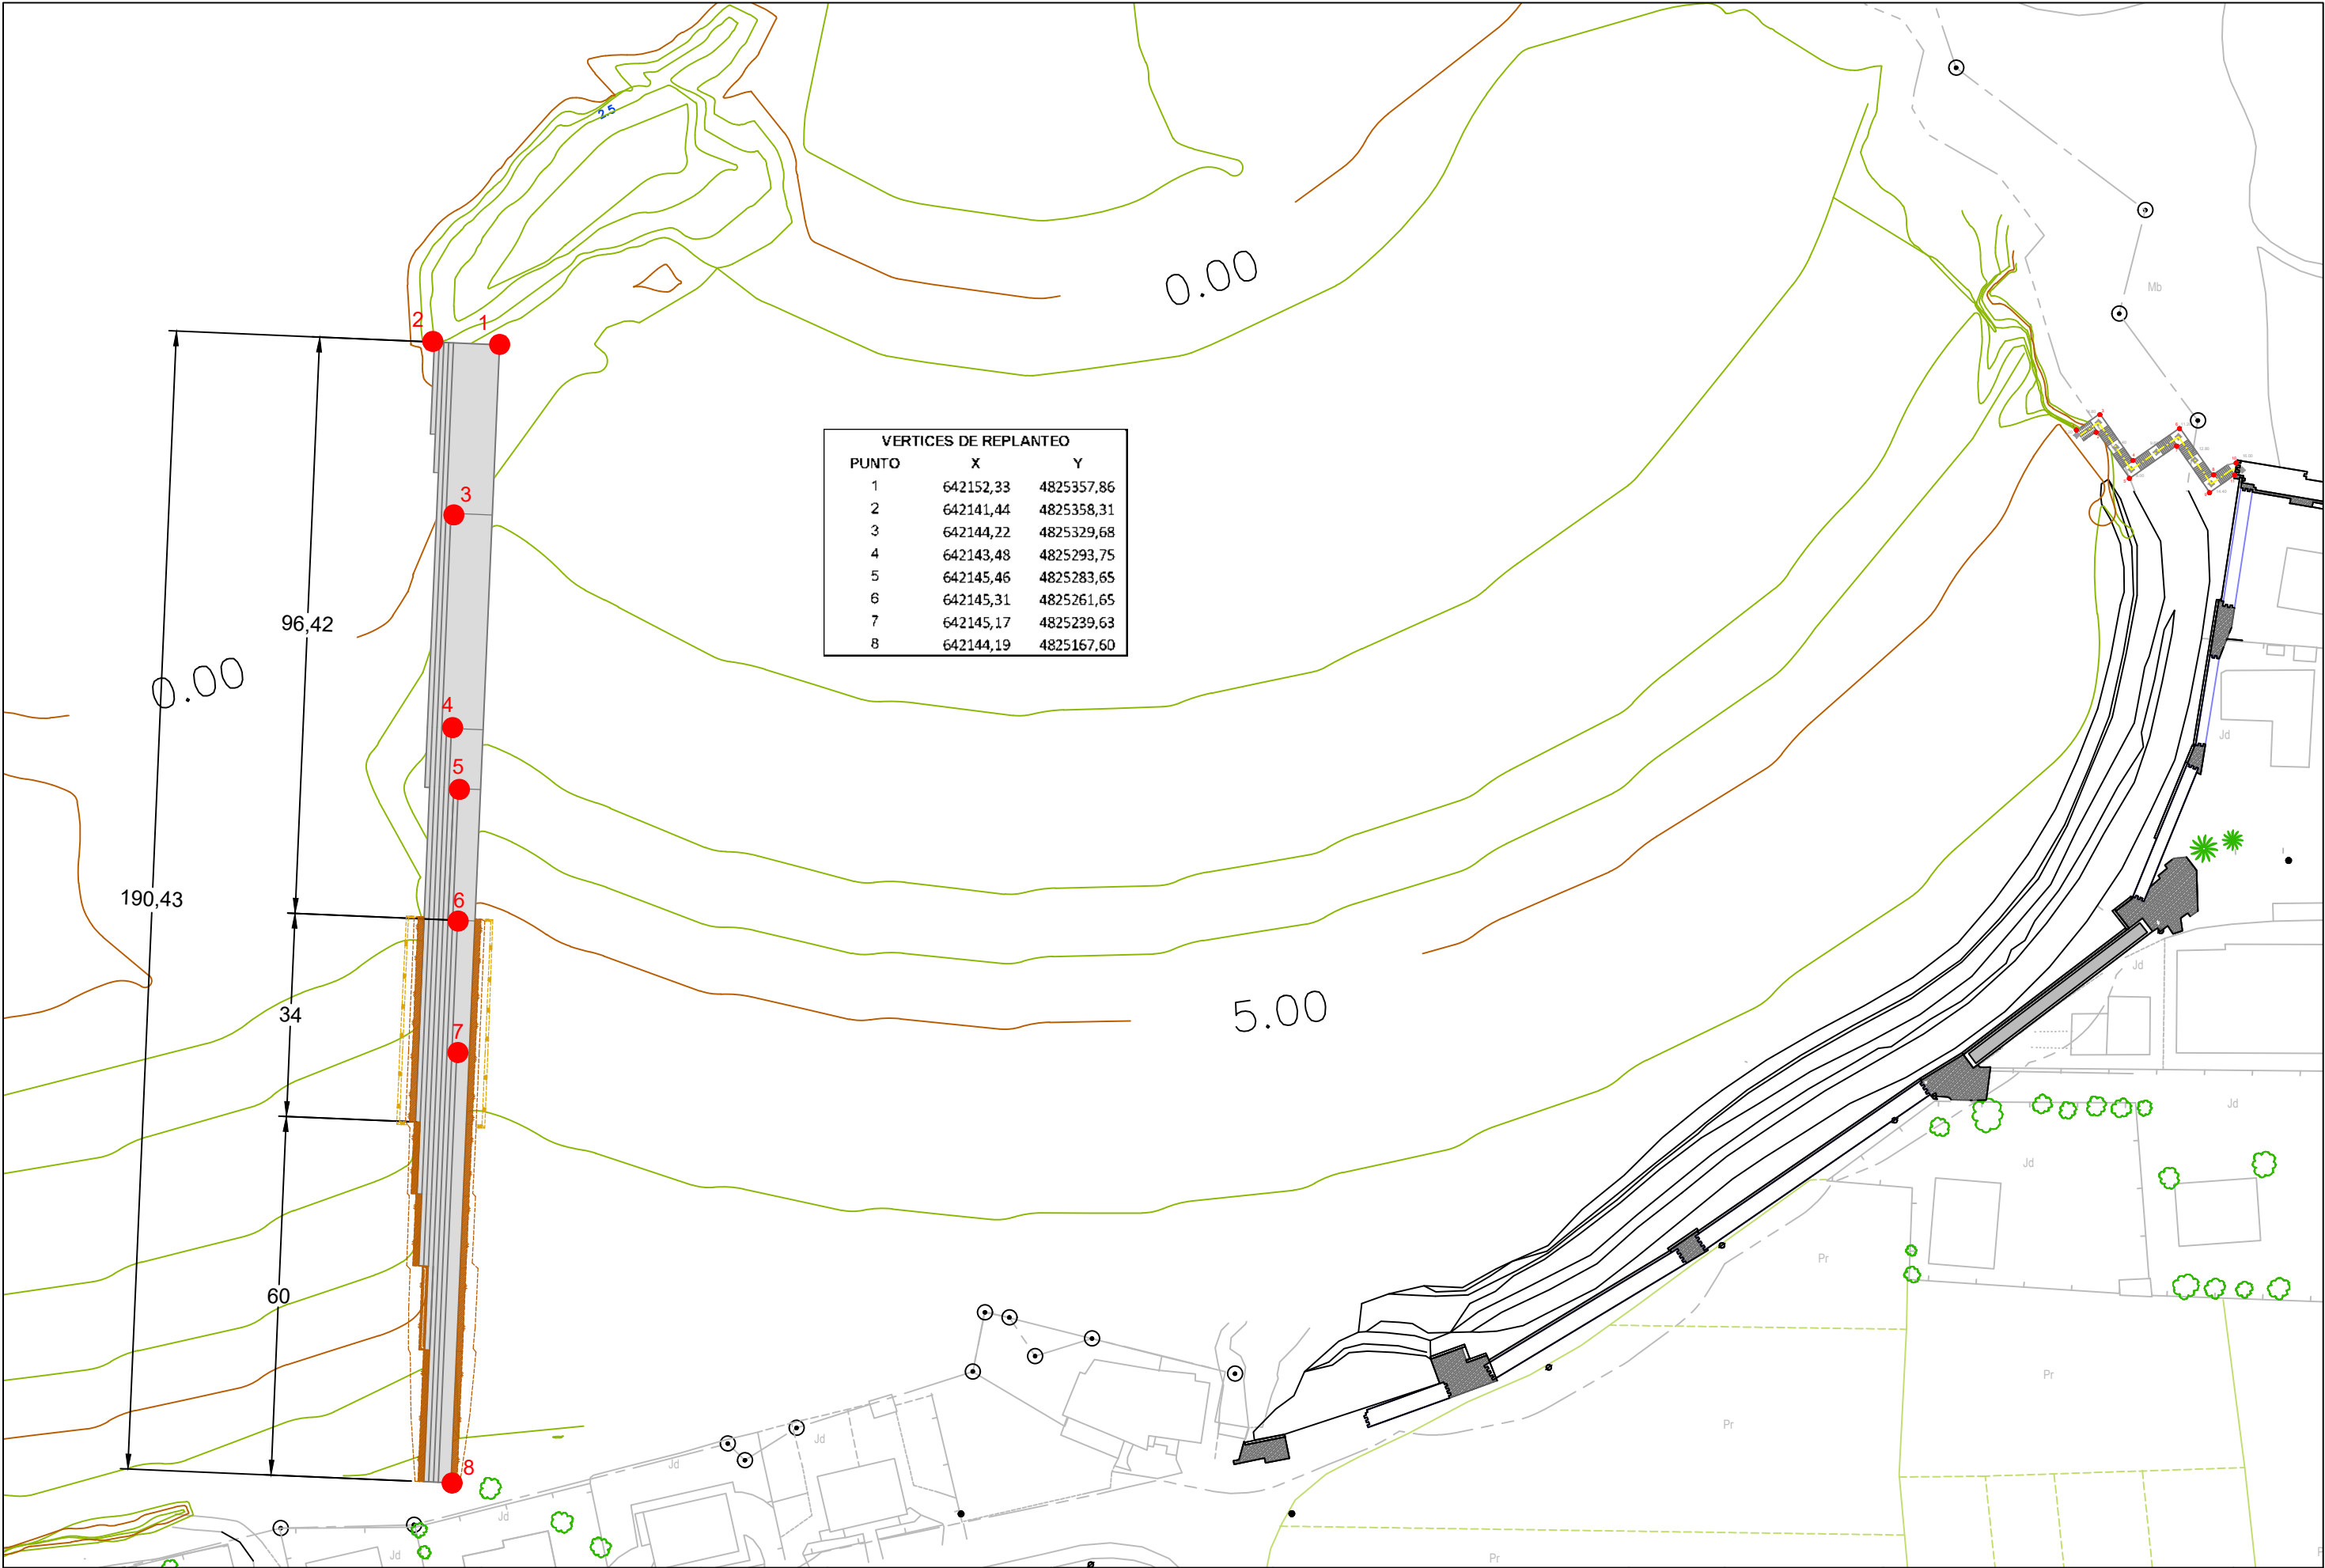 2.5
0.00
Mb
2
1
VERTICES DE REPLANTEO
PUNTO X Y
1 642152,33 4825357,86
2 642141,44 4825358,31
3 642144,22 4825329,68
4 642143,48 4825293,75
5 642145,46 4825283,65
6 642145,31 4825261,65
7 642145,17 4825239,63
8 642144,19 4825167,60
3
96,42
0.00
4
Jd
5
190,43
6
Jd
34
5.00
7
Jd
Jd
Pr
60
Pr
Pr
Jd
Jd
8
Jd
Jd
Pr